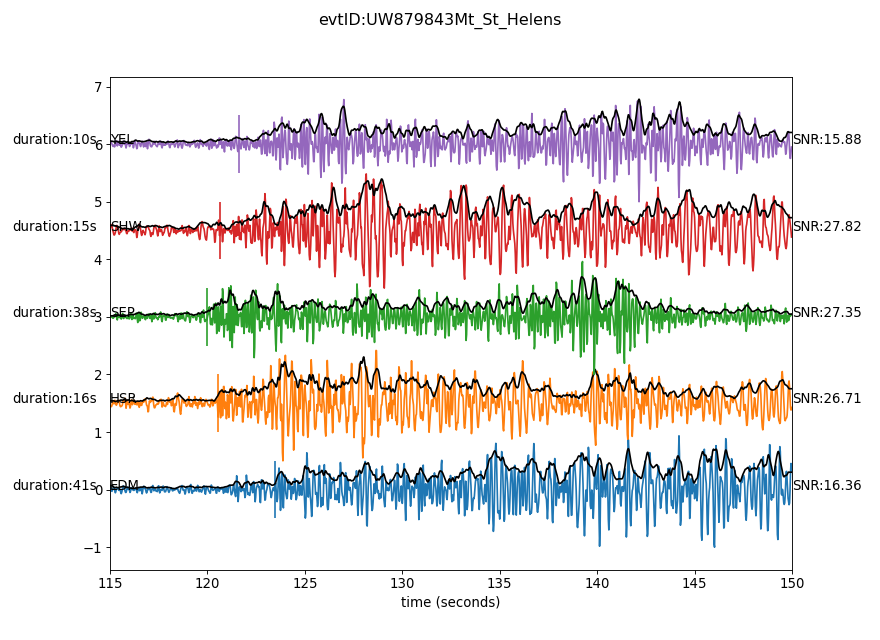 evtID:UW879843Mt_St_Helens
7
duration:10s YEL 6 SNR:15.88
5
duration:15s SHW SNR:27.82
4
duration:38s SEP 3 SNR:27.35
2
duration:16s HSR SNR:26.71
1
duration:41s EDM 0 SNR:16.36
−1
115 120 125 130 135 140 145 150
time (seconds)